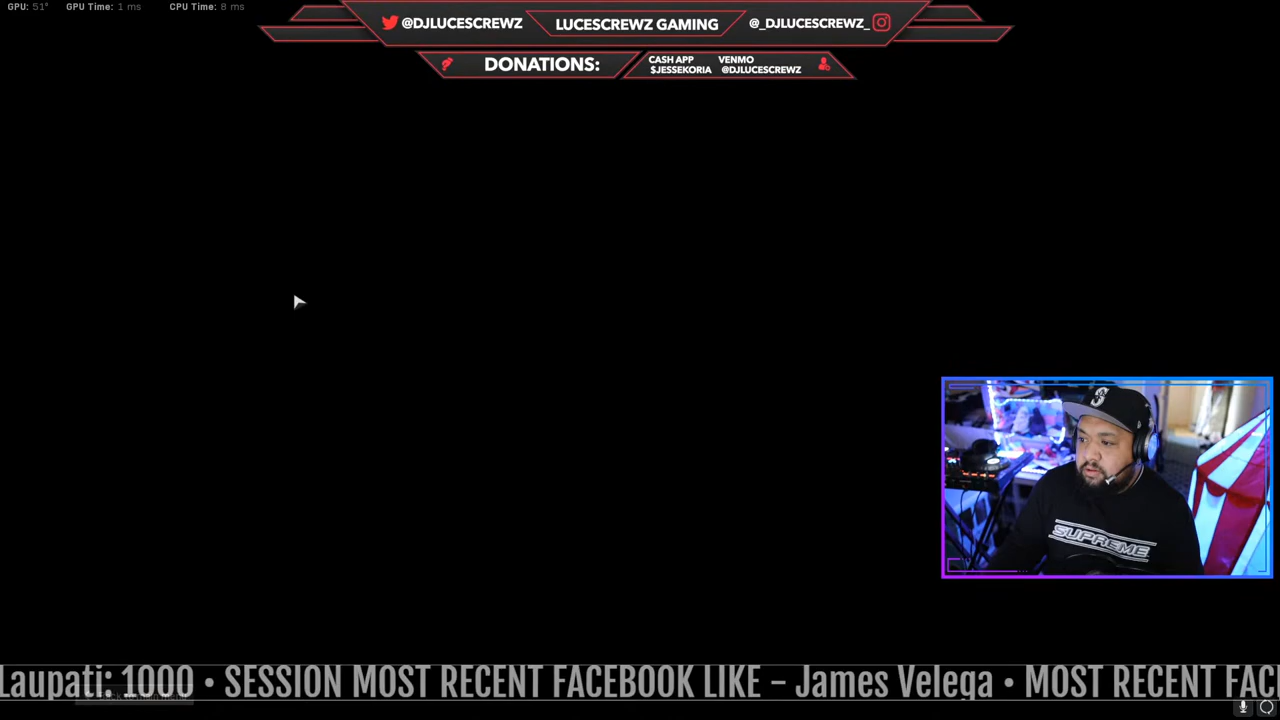 GPU: 51° GPU Time: 1 ms CPU Time: 8 ms
@DJLUCESCREWZ
LUCESCREWZ GAMING
@_DJLUCESCREWZ_
DONATIONS:
CASH APP
$JESSEKORIA
VENMO
@DJLUCESCREWZ
S
SUPREME
Laupati: 1000 • SESSION MOST RECENT FACEBOOK LIKE – James Velega • MOST RECENT FAC